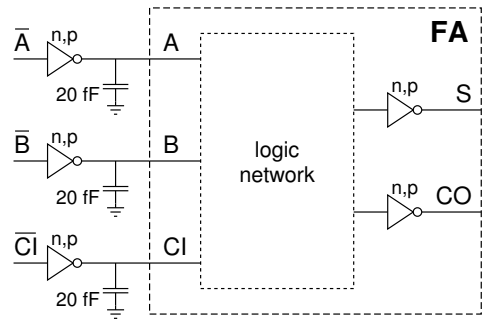 FA
A̅
n,p
A
20 fF
n,p
S
B̅
n,p
B
logic
network
20 fF
n,p
CO
C̅I̅
n,p
CI
20 fF